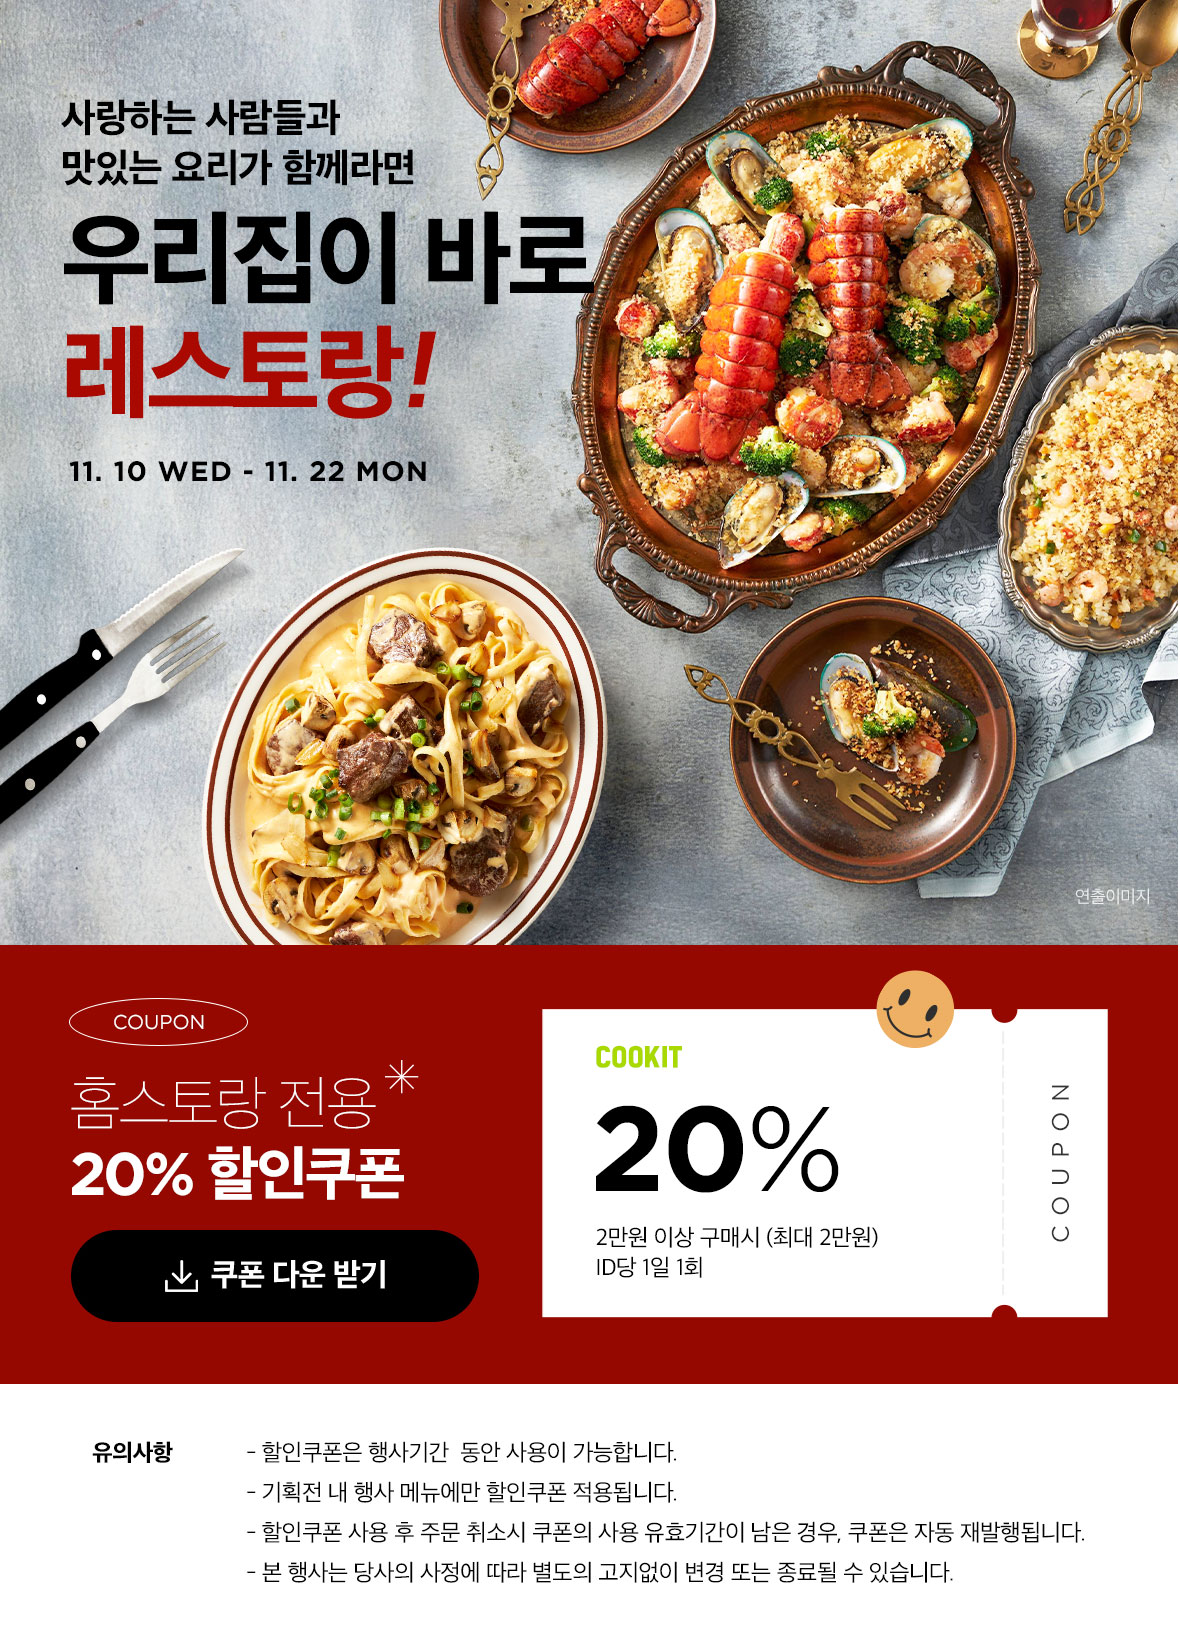 사랑하는 사람들과
맛있는 요리가 함께라면
우리집이 바로
레스토랑!
11. 10 WED - 11. 22 MON
연출이미지
COUPON
홈스토랑 전용
20% 할인쿠폰
쿠폰 다운 받기
COOKIT
20%
2만원 이상 구매시 (최대 2만원)
ID당 1일 1회
COUPON
유의사항
- 할인쿠폰은 행사기간 동안 사용이 가능합니다.
- 기획전 내 행사 메뉴에만 할인쿠폰 적용됩니다.
- 할인쿠폰 사용 후 주문 취소시 쿠폰의 사용 유효기간이 남은 경우, 쿠폰은 자동 재발행됩니다.
- 본 행사는 당사의 사정에 따라 별도의 고지없이 변경 또는 종료될 수 있습니다.